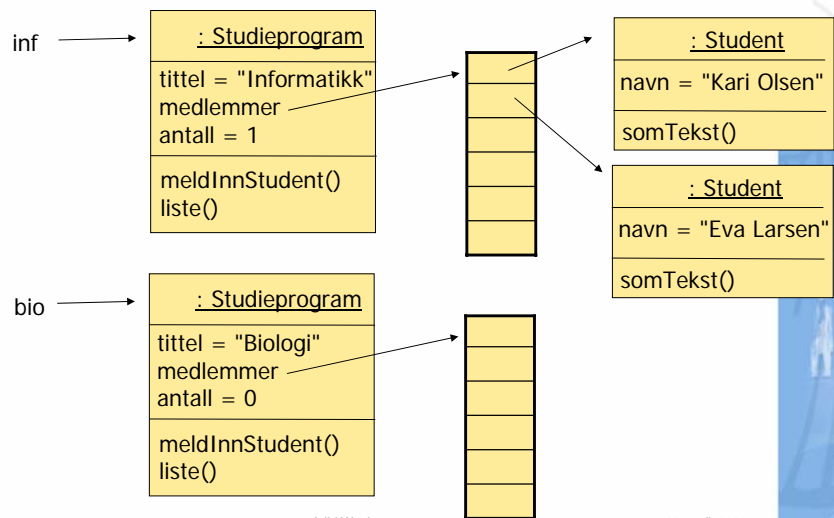 inf
: Studieprogram
tittel = "Informatikk"
medlemmer
antall = 1
meldInnStudent()
liste()
: Student
navn = "Kari Olsen"
somTekst()
: Student
navn = "Eva Larsen"
somTekst()
bio
: Studieprogram
tittel = "Biologi"
medlemmer
antall = 0
meldInnStudent()
liste()